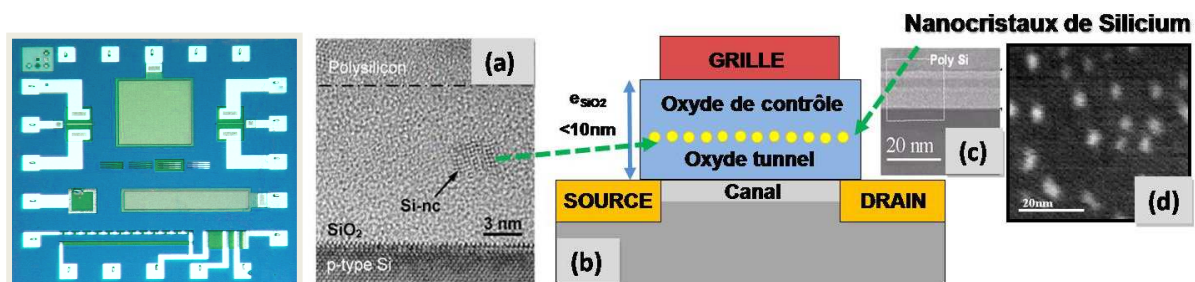 Nanocristaux de Silicium
Polysilicon
(a)
Si-nc
3 nm
SiO₂
p-type Si
GRILLE
e_SiO2
<10nm
Oxyde de contrôle
Oxyde tunnel
Canal
SOURCE
DRAIN
(b)
Poly Si
20 nm
(c)
20nm
(d)